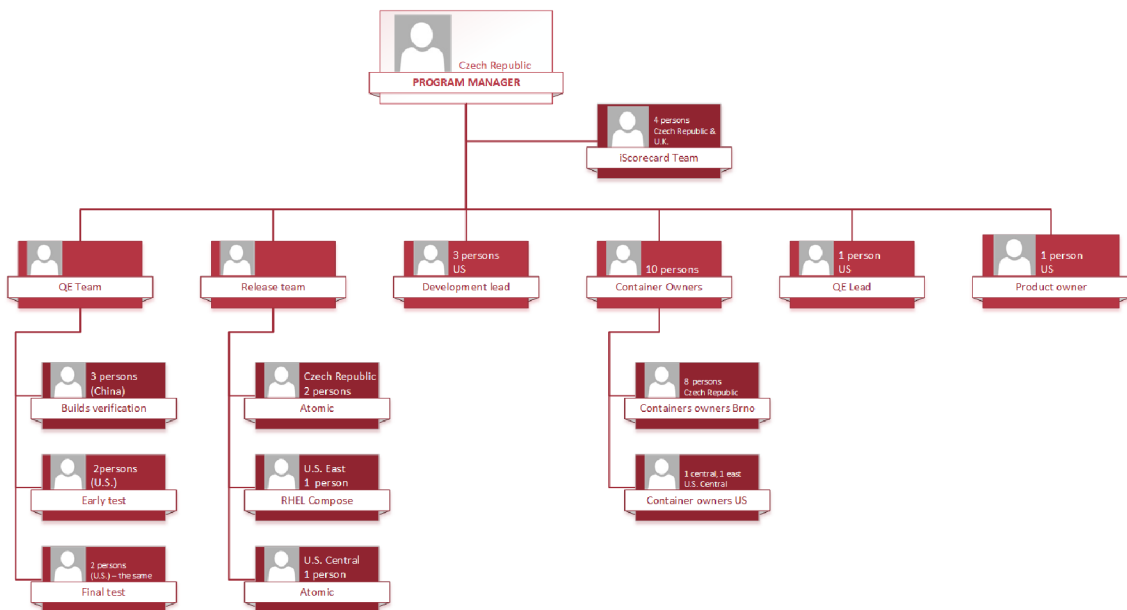 Czech Republic
PROGRAM MANAGER
4 persons
Czech Republic &
U.K.
iScorecard Team
QE Team
Release team
3 persons
US
Development lead
10 persons
Container Owners
1 person
US
QE Lead
1 person
US
Product owner
3 persons
(China)
Builds verification
Czech Republic
2 persons
Atomic
8 persons
Czech Republic
Containers owners Brno
2persons
(U.S.)
Early test
U.S. East
1 person
RHEL Compose
1 central, 1 east
U.S. Central
Container owners US
2 persons
(U.S.) – the same
Final test
U.S. Central
1 person
Atomic